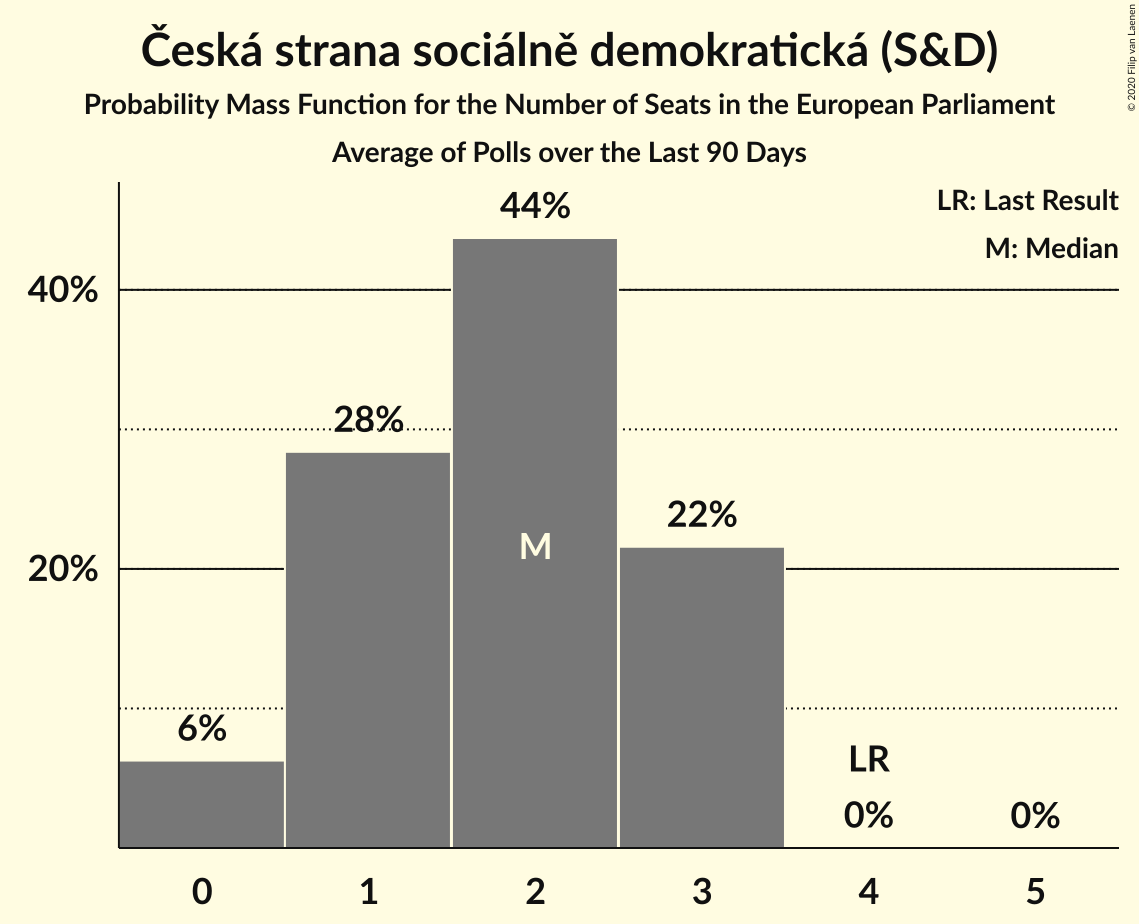 Česká strana sociálně demokratická (S&D)
Probability Mass Function for the Number of Seats in the European Parliament
Average of Polls over the Last 90 Days
© 2020 Filip van Laenen
LR: Last Result
M: Median
44%
40%
28%
22%
M
20%
6%
LR
0%
0%
0 1 2 3 4 5